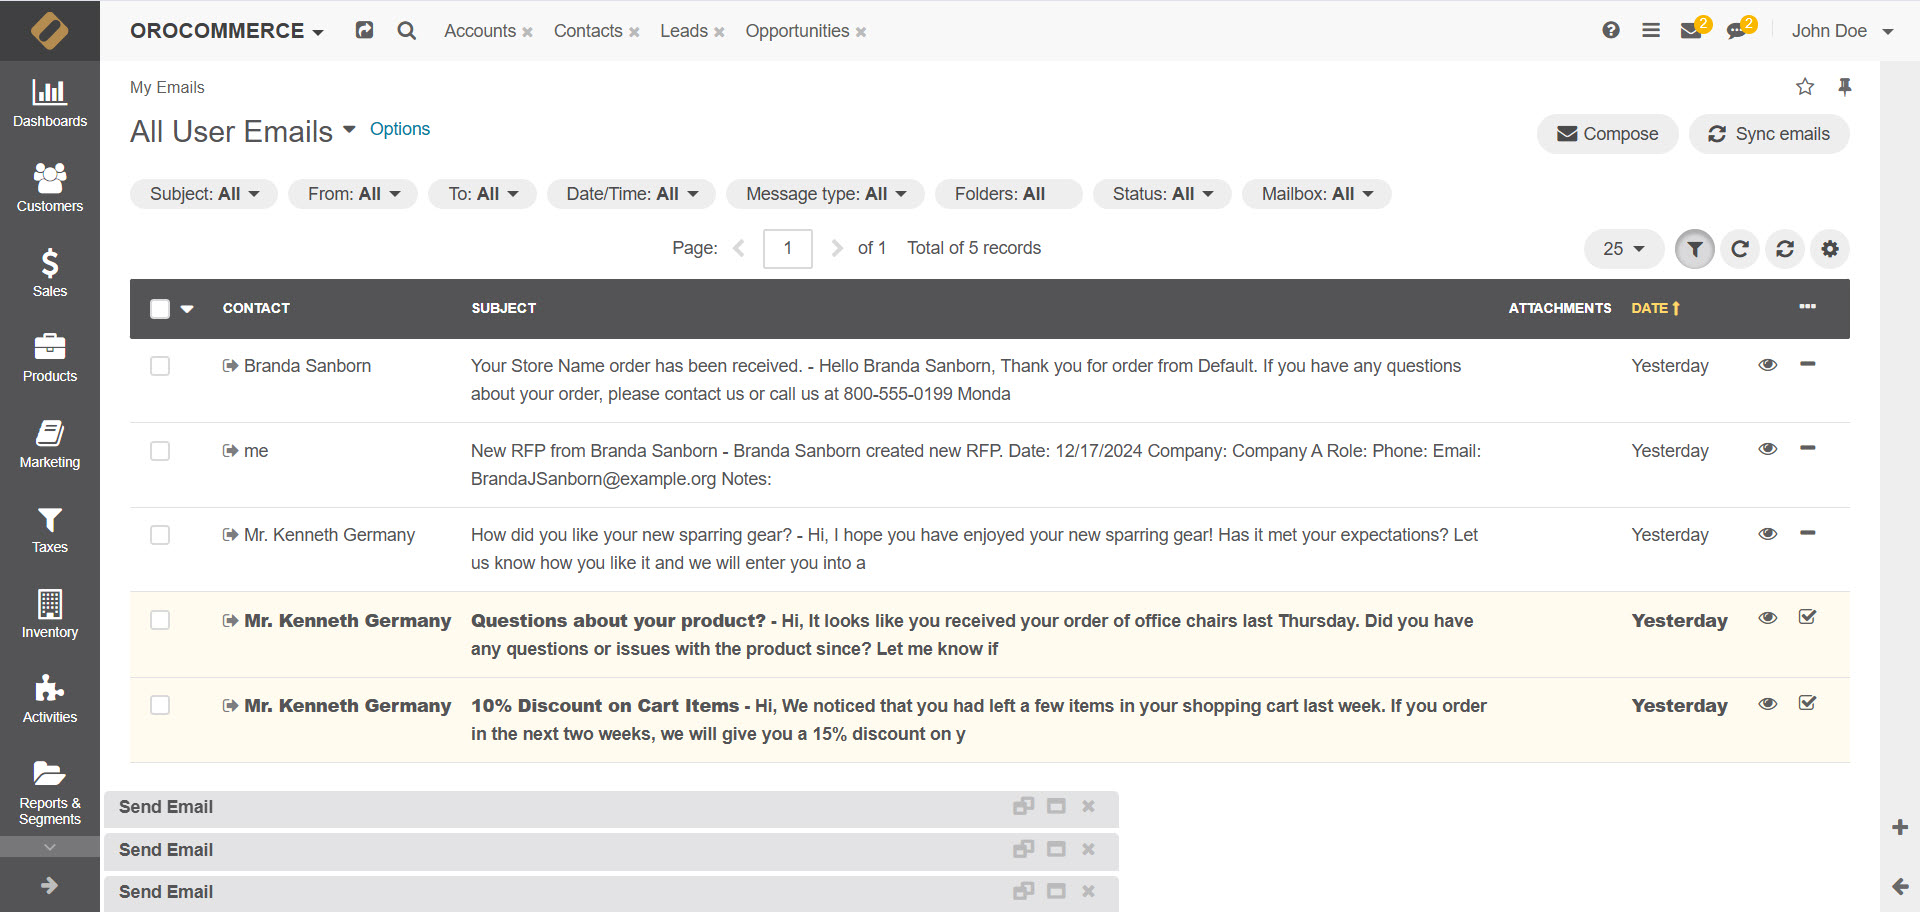 OROCOMMERCE
Accounts
Contacts
Leads
Opportunities
2
2
John Doe
Dashboards
Customers
Sales
Products
Marketing
Taxes
Inventory
Activities
Reports &
Segments
My Emails
All User Emails
Options
Compose
Sync emails
Subject: All
From: All
To: All
Date/Time: All
Message type: All
Folders: All
Status: All
Mailbox: All
Page:
1
of 1
Total of 5 records
25
CONTACT
SUBJECT
ATTACHMENTS
DATE
Branda Sanborn
Your Store Name order has been received. - Hello Branda Sanborn, Thank you for order from Default. If you have any questions
about your order, please contact us or call us at 800-555-0199 Monda
Yesterday
me
New RFP from Branda Sanborn - Branda Sanborn created new RFP. Date: 12/17/2024 Company: Company A Role: Phone: Email:
BrandaJSanborn@example.org Notes:
Yesterday
Mr. Kenneth Germany
How did you like your new sparring gear? - Hi, I hope you have enjoyed your new sparring gear! Has it met your expectations? Let
us know how you like it and we will enter you into a
Yesterday
Mr. Kenneth Germany
Questions about your product? - Hi, It looks like you received your order of office chairs last Thursday. Did you have
any questions or issues with the product since? Let me know if
Yesterday
Mr. Kenneth Germany
10% Discount on Cart Items - Hi, We noticed that you had left a few items in your shopping cart last week. If you order
in the next two weeks, we will give you a 15% discount on y
Yesterday
Send Email
Send Email
Send Email